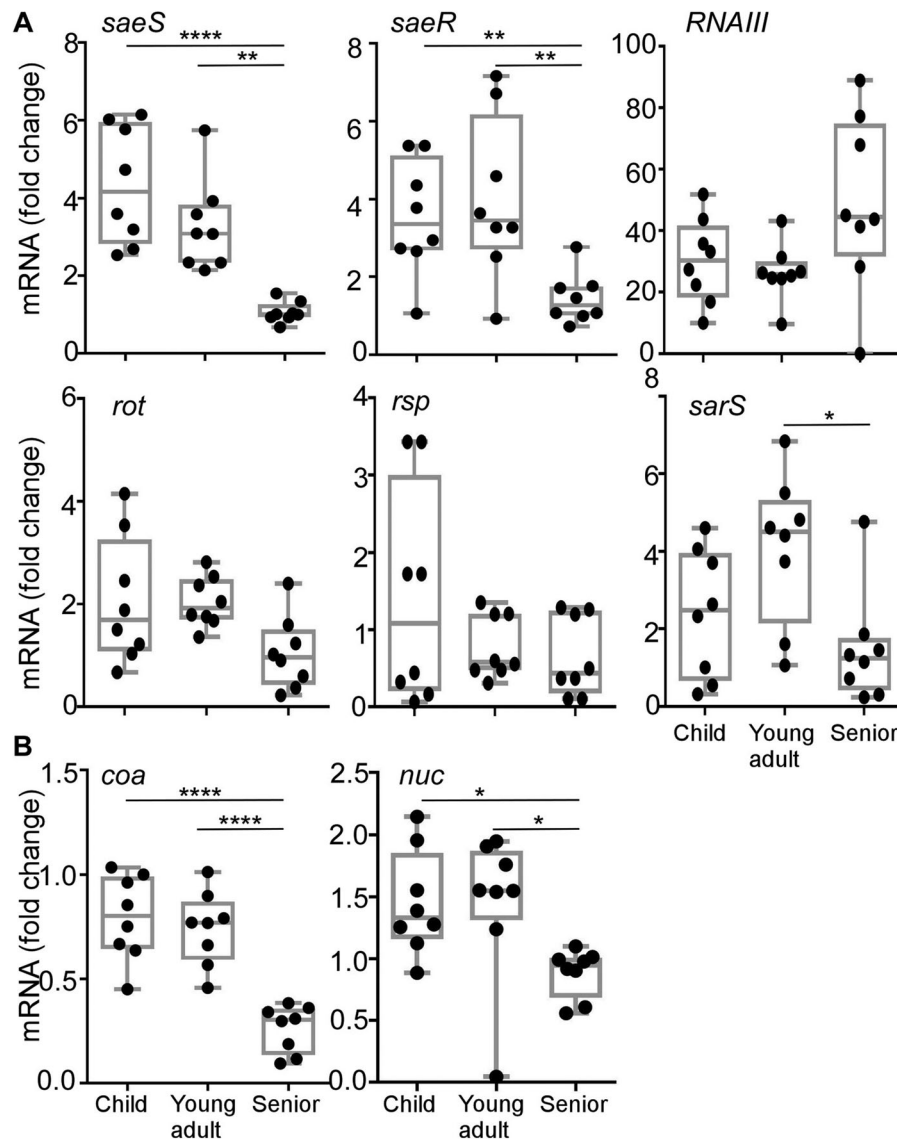 A
saeS
saeR
RNAIII
mRNA (fold change)
8
6
4
2
0
**** 
**
8
6
4
2
0
**
**
100
80
60
40
20
0
rot
rsp
sarS
mRNA (fold change)
6
4
2
0
4
3
2
1
0
8
6
4
2
0
*
Child
Young
adult
Senior
B
coa
nuc
mRNA (fold change)
1.5
1.0
0.5
0.0
****
****
2.5
2.0
1.5
1.0
0.5
0.0
*
*
Child
Young
adult
Senior
Child
Young
adult
Senior